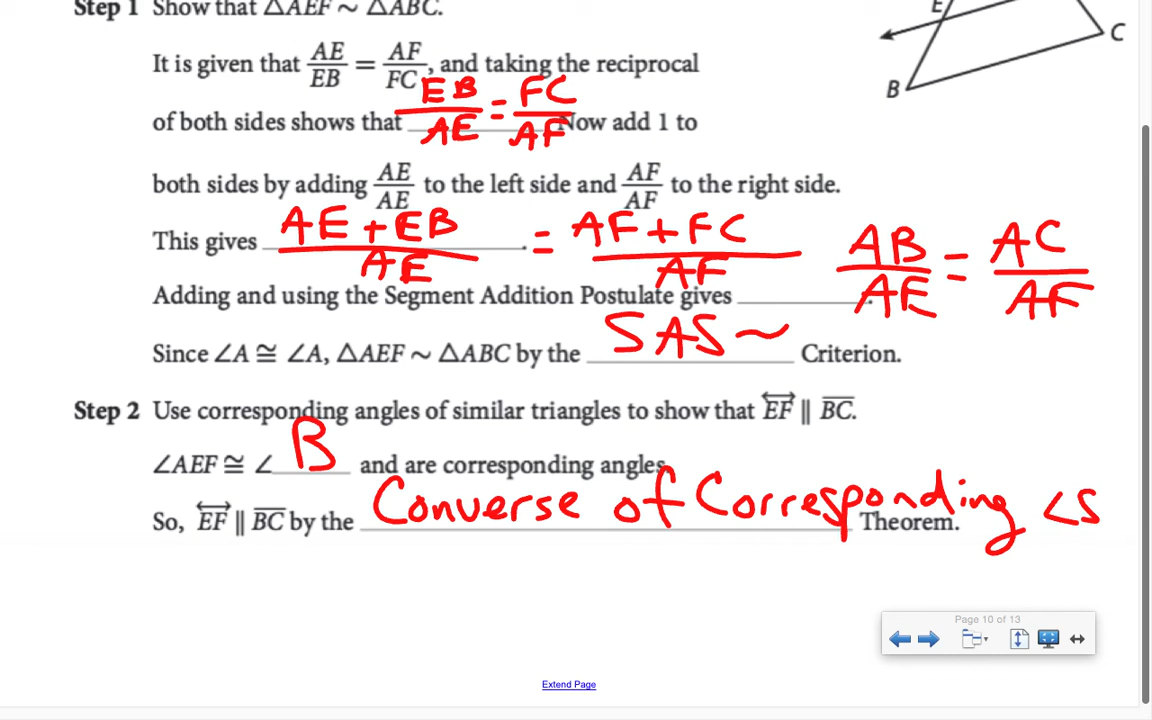 Step 1 Show that △AEF ~ △ABC.
E
C
B
It is given that AE/EB = AF/FC, and taking the reciprocal
of both sides shows that EB/AE = FC/AF Now add 1 to
both sides by adding AE/AE to the left side and AF/AF to the right side.
This gives AE + EB/AE . = AF + FC/AF
Adding and using the Segment Addition Postulate gives AB/AE = AC/AF .
Since ∠A ≅ ∠A, △AEF ~ △ABC by the SAS ~ Criterion.
Step 2 Use corresponding angles of similar triangles to show that EF ∥ BC.
∠AEF ≅ ∠ B and are corresponding angles.
So, EF ∥ BC by the Converse of Corresponding ∠s Theorem.
Page 10 of 13
Extend Page